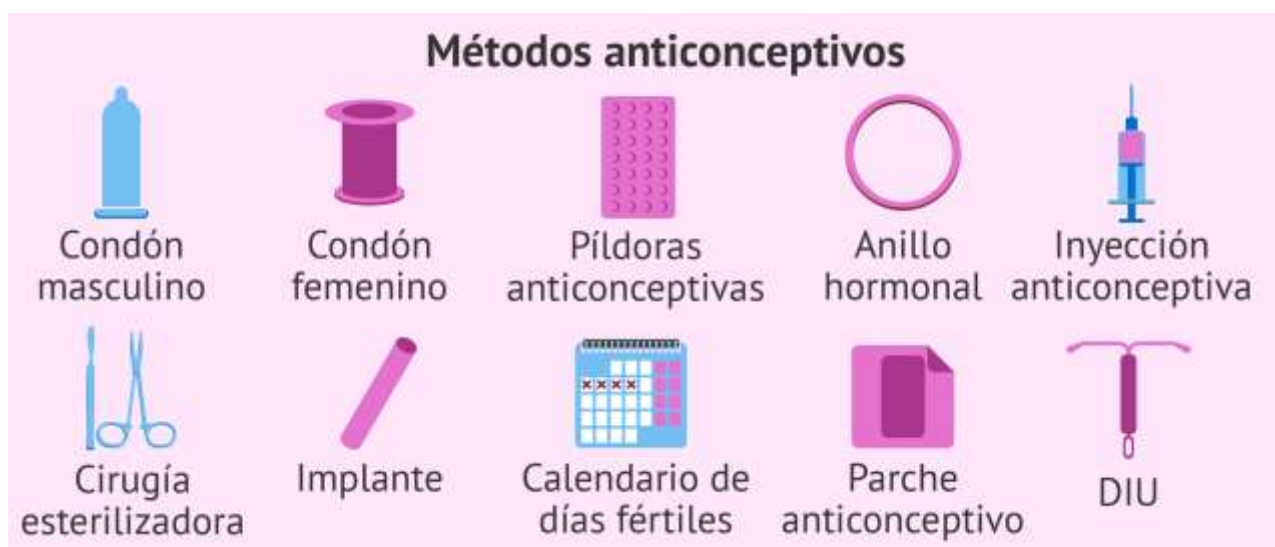 Métodos anticonceptivos
Condón
masculino
Condón
femenino
Píldoras
anticonceptivas
Anillo
hormonal
Inyección
anticonceptiva
Cirugía
esterilizadora
Implante
Calendario de
días fértiles
Parche
anticonceptivo
DIU